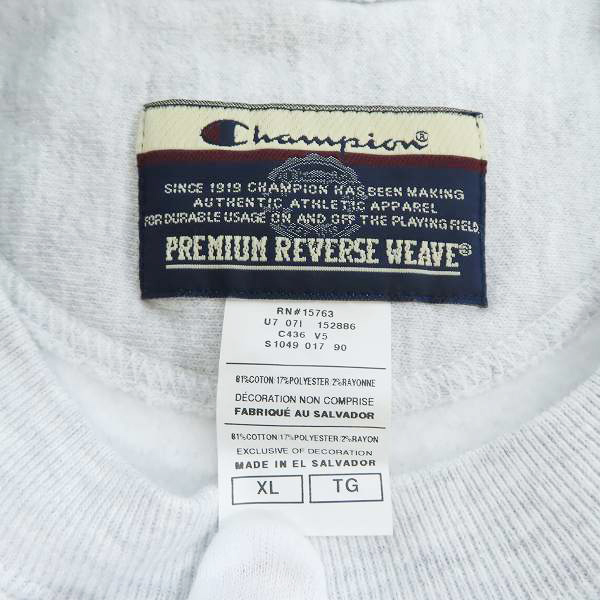 Champion®
SINCE 1919 CHAMPION HAS BEEN MAKING
AUTHENTIC ATHLETIC APPAREL
FOR DURABLE USAGE ON AND OFF THE PLAYING FIELD.
PREMIUM REVERSE WEAVE®
RN#15763
U7 07I 152886
C436 V5
S1049 017 90
81%COTON 17%POLYESTER 2%RAYONNE
DÉCORATION NON COMPRISE
FABRIQUÉ AU SALVADOR
81%COTTON 17%POLYESTER 2%RAYON
EXCLUSIVE OF DECORATION
MADE IN EL SALVADOR
XL TG